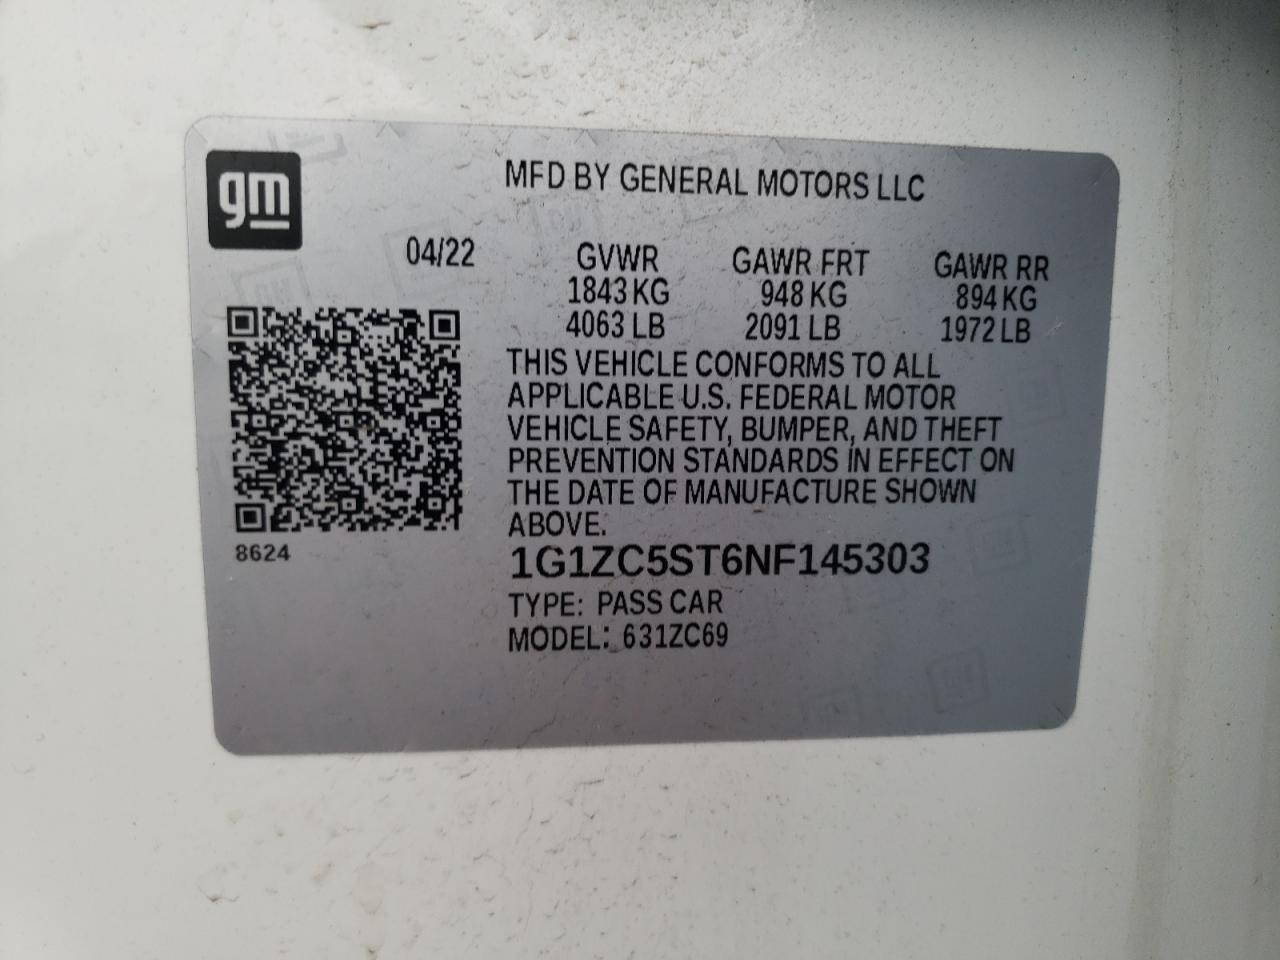 gm
MFD BY GENERAL MOTORS LLC
04/22 GVWR GAWR FRT GAWR RR
1843 KG 948 KG 894 KG
4063 LB 2091 LB 1972 LB
THIS VEHICLE CONFORMS TO ALL
APPLICABLE U.S. FEDERAL MOTOR
VEHICLE SAFETY, BUMPER, AND THEFT
PREVENTION STANDARDS IN EFFECT ON
THE DATE OF MANUFACTURE SHOWN
ABOVE.
8624
1G1ZC5ST6NF145303
TYPE: PASS CAR
MODEL: 631ZC69